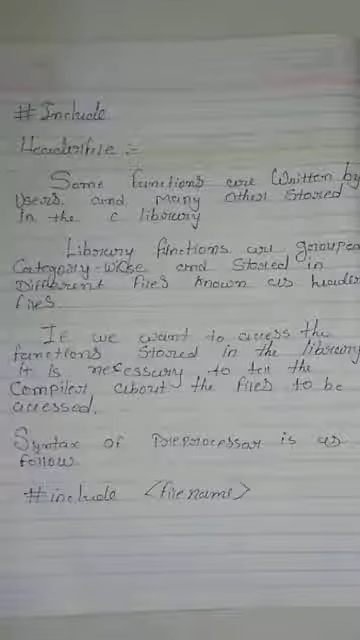 # Include
Headerfile :-
Some functions are Written by
Users and many other Stored
In the C library
Library functions are grouped
Category-wise and Stored in
Different files known as header
files.
If we want to access the
functions stored in the library
it is necessary to tell the
Compiler about the files to be
accessed.
Syntax of Preprocessar is as
follow
#include <filename>